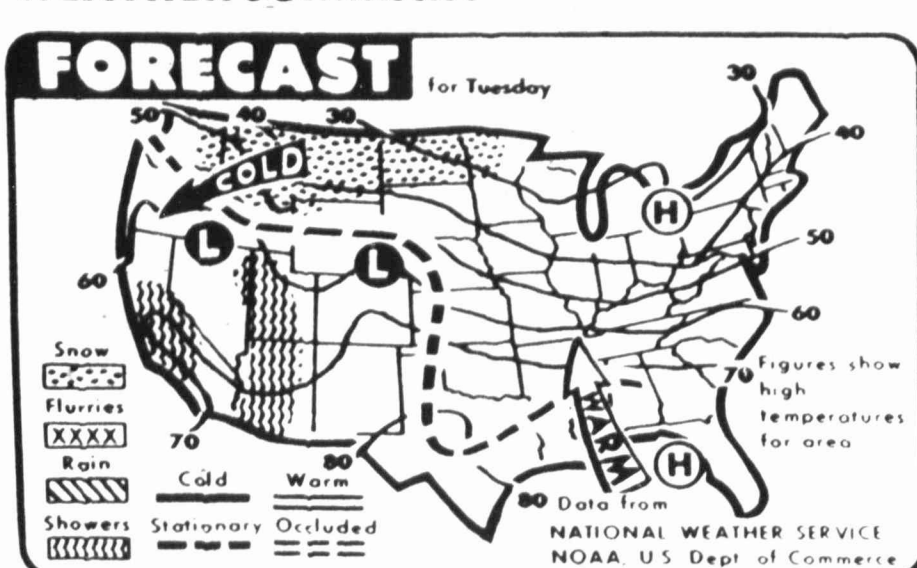 FORECAST
for Tuesday
50 40 30
30
40
COLD
H
L
L
50
60
60
70
Figures show
high
temperatures
for area
Snow
Flurries
XXXX
Rain
Showers
70
80
Cold
Warm
Stationary
Occluded
WARM
H
80
Data from
NATIONAL WEATHER SERVICE
NOAA, U S Dept of Commerce